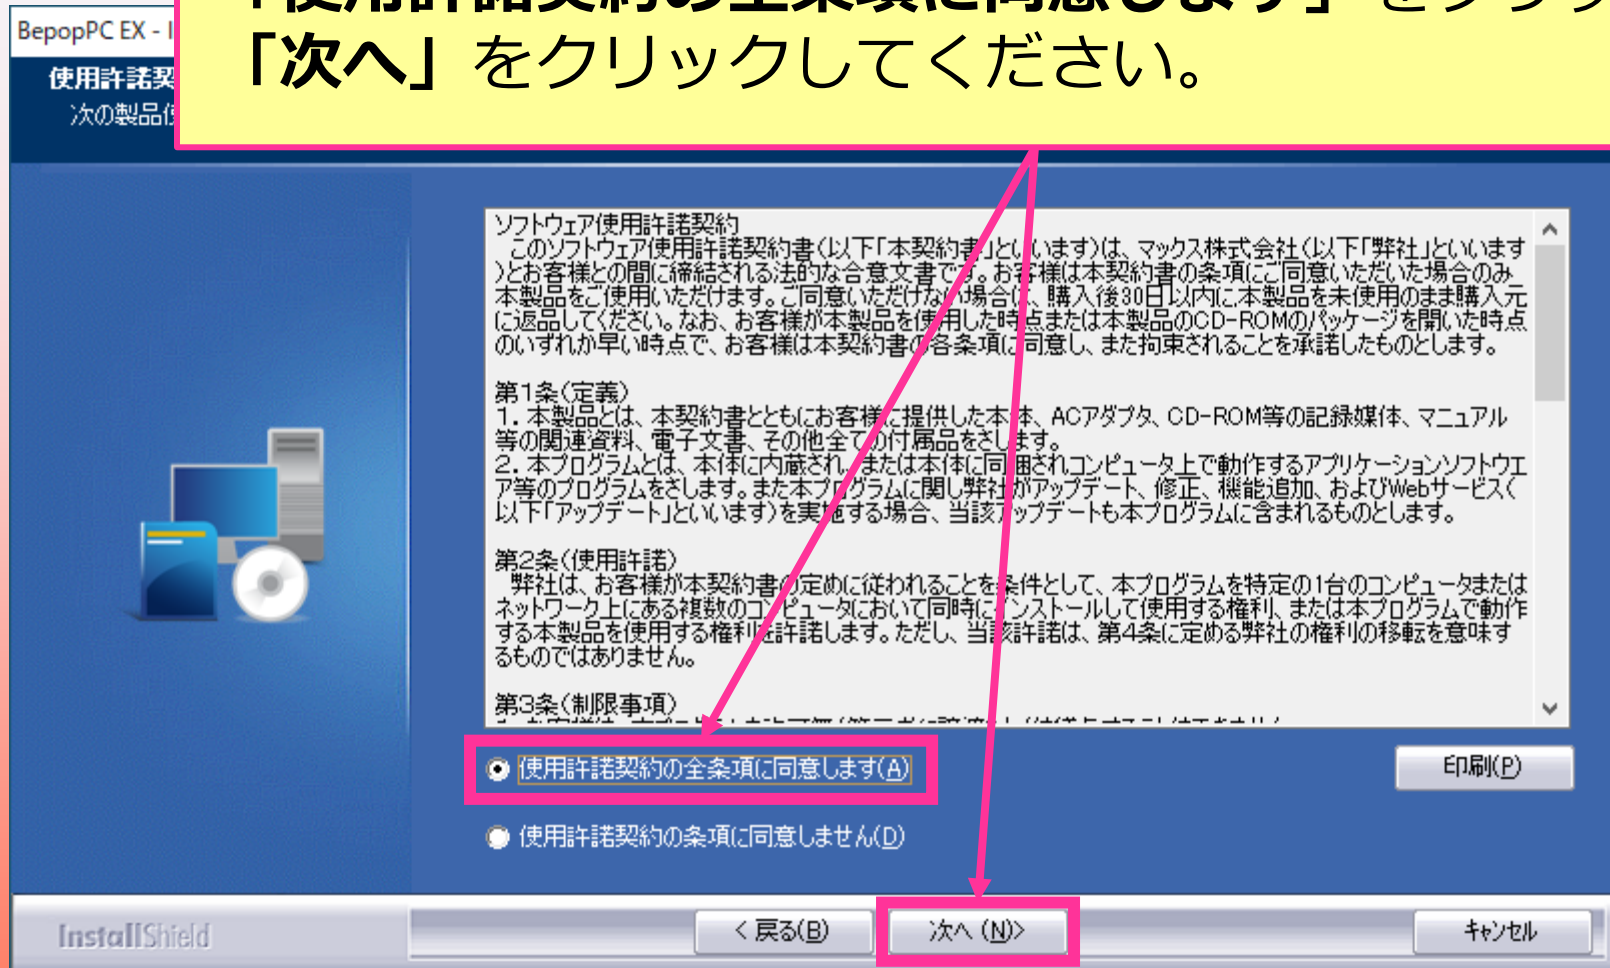 「使用許諾契約の全条項に同意します」をクリック
「次へ」をクリックしてください。
BepopPC EX - I
使用許諾契
次の製品使
ソフトウェア使用許諾契約
このソフトウェア使用許諾契約書(以下「本契約書」といいます)は、マックス株式会社(以下「弊社」といいます
)とお客様との間に締結される法的な合意文書です。お客様は本契約書の条項にご同意いただいた場合のみ
本製品をご使用いただけます。ご同意いただけない場合は、購入後30日以内に本製品を未使用のまま購入元
に返品してください。なお、お客様が本製品を使用した時点または本製品のCD-ROMのパッケージを開いた時点
のいずれか早い時点で、お客様は本契約書の各条項に同意し、また拘束されることを承諾したものとします。
第1条(定義)
1. 本製品とは、本契約書とともにお客様に提供した本体、ACアダプタ、CD-ROM等の記録媒体、マニュアル
等の関連資料、電子文書、その他全ての付属品をさします。
2. 本プログラムとは、本体に内蔵され、または本体に同梱されコンピュータ上で動作するアプリケーションソフトウエ
ア等のプログラムをさします。また本プログラムに関し弊社がアップデート、修正、機能追加、およびWebサービス(
以下「アップデート」といいます)を実施する場合、当該アップデートも本プログラムに含まれるものとします。
第2条(使用許諾)
弊社は、お客様が本契約書の定めに従われることを条件として、本プログラムを特定の1台のコンピュータまたは
ネットワーク上にある複数のコンピュータにおいて同時にインストールして使用する権利、または本プログラムで動作
する本製品を使用する権利を許諾します。ただし、当該許諾は、第4条に定める弊社の権利の移転を意味す
るものではありません。
第3条(制限事項)
使用許諾契約の全条項に同意します(A)
印刷(P)
使用許諾契約の条項に同意しません(D)
InstallShield
< 戻る(B)
次へ (N)>
キャンセル